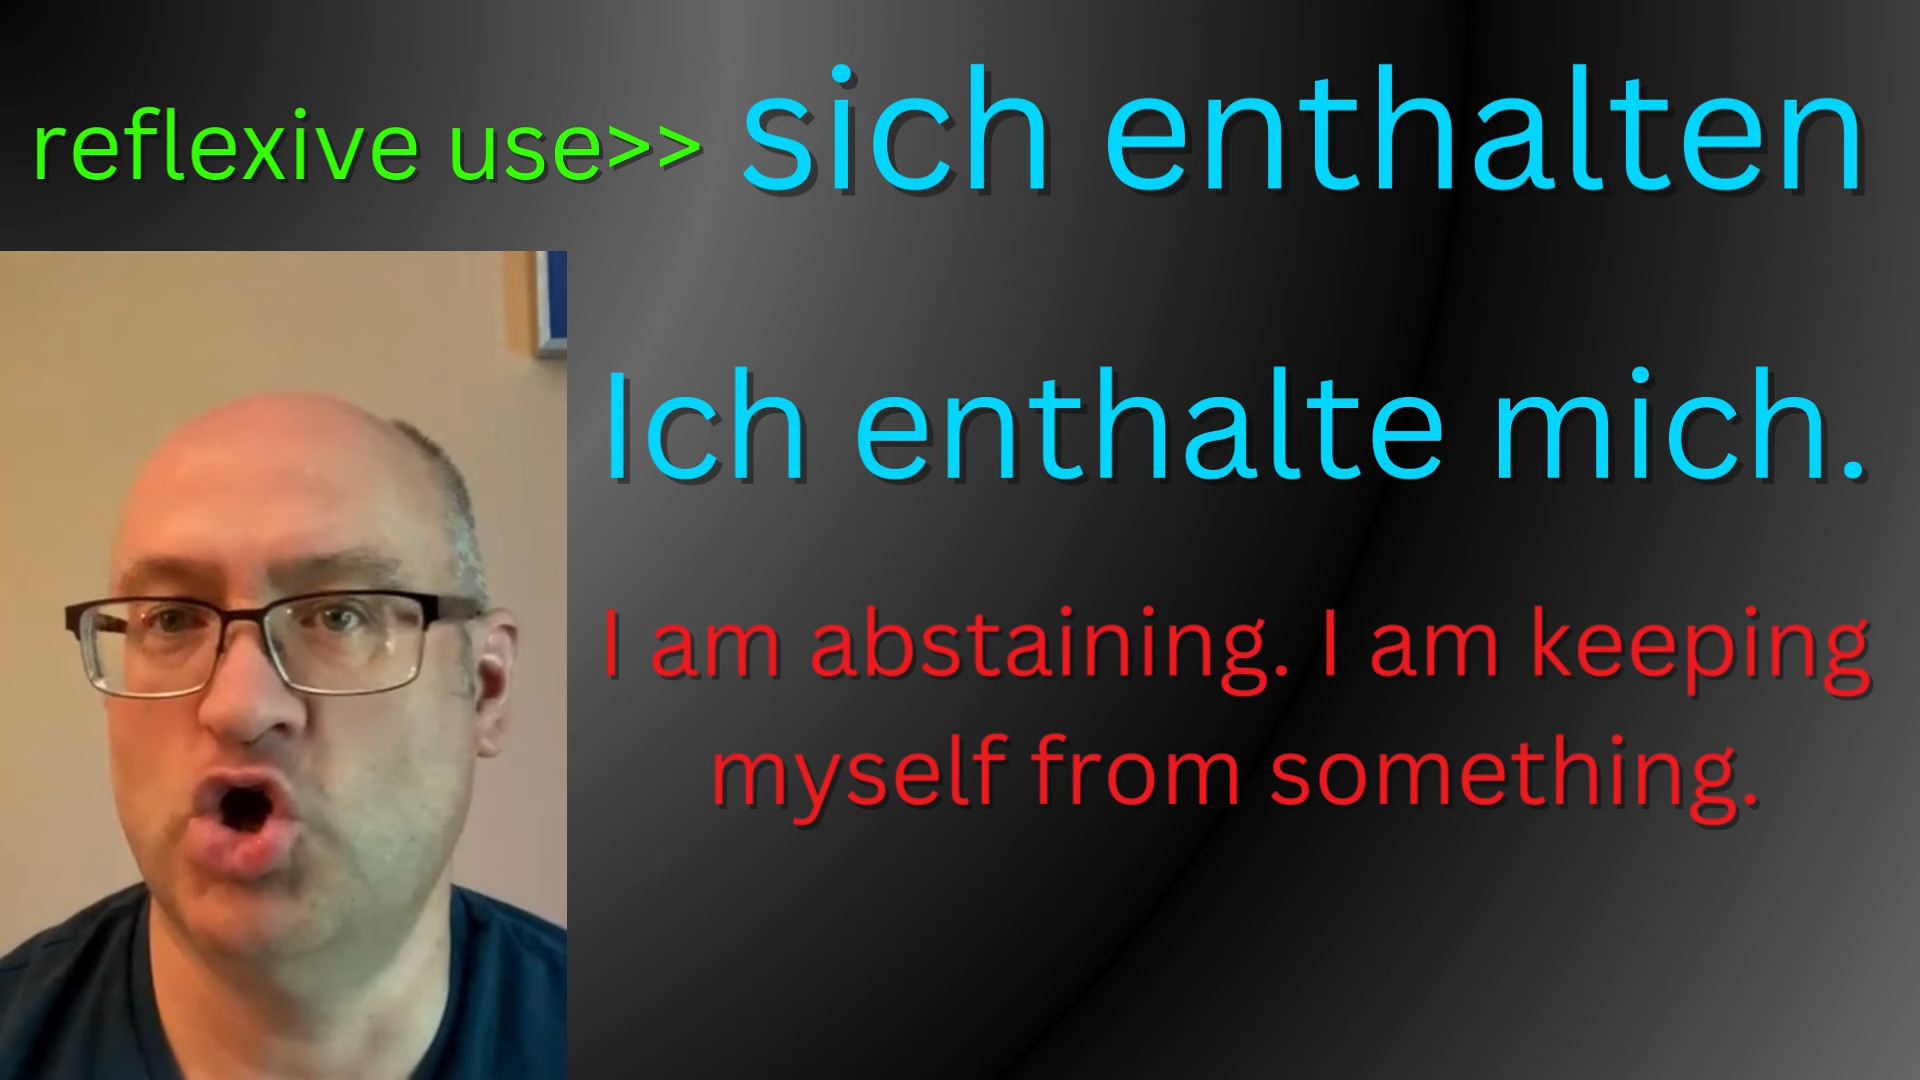 reflexive use>> sich enthalten
Ich enthalte mich.
I am abstaining. I am keeping
myself from something.